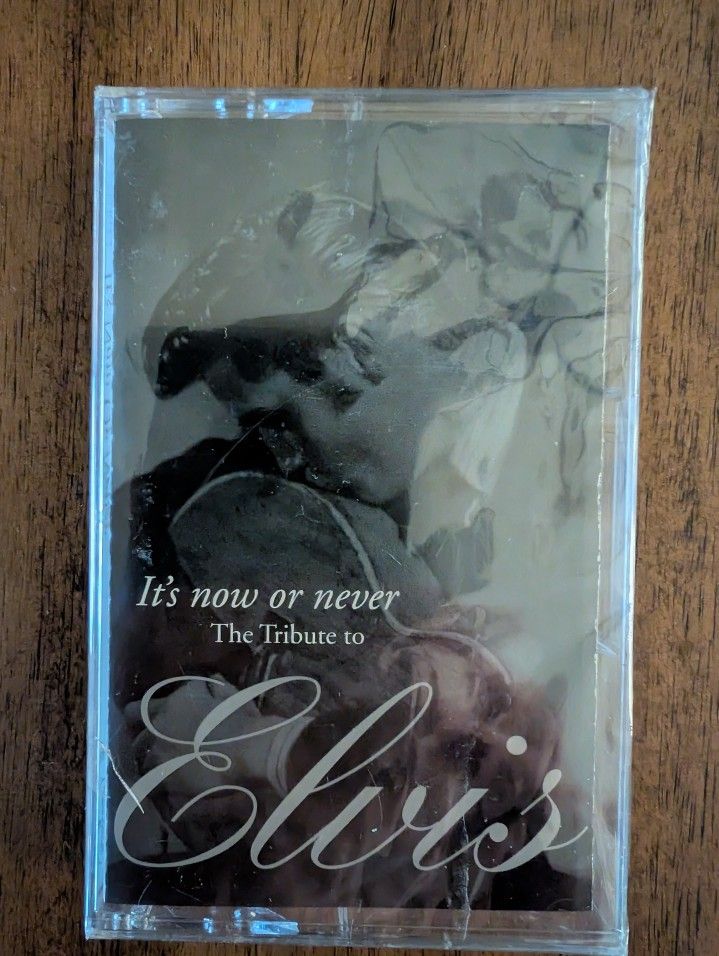 It's now or never
The Tribute to
Elvis